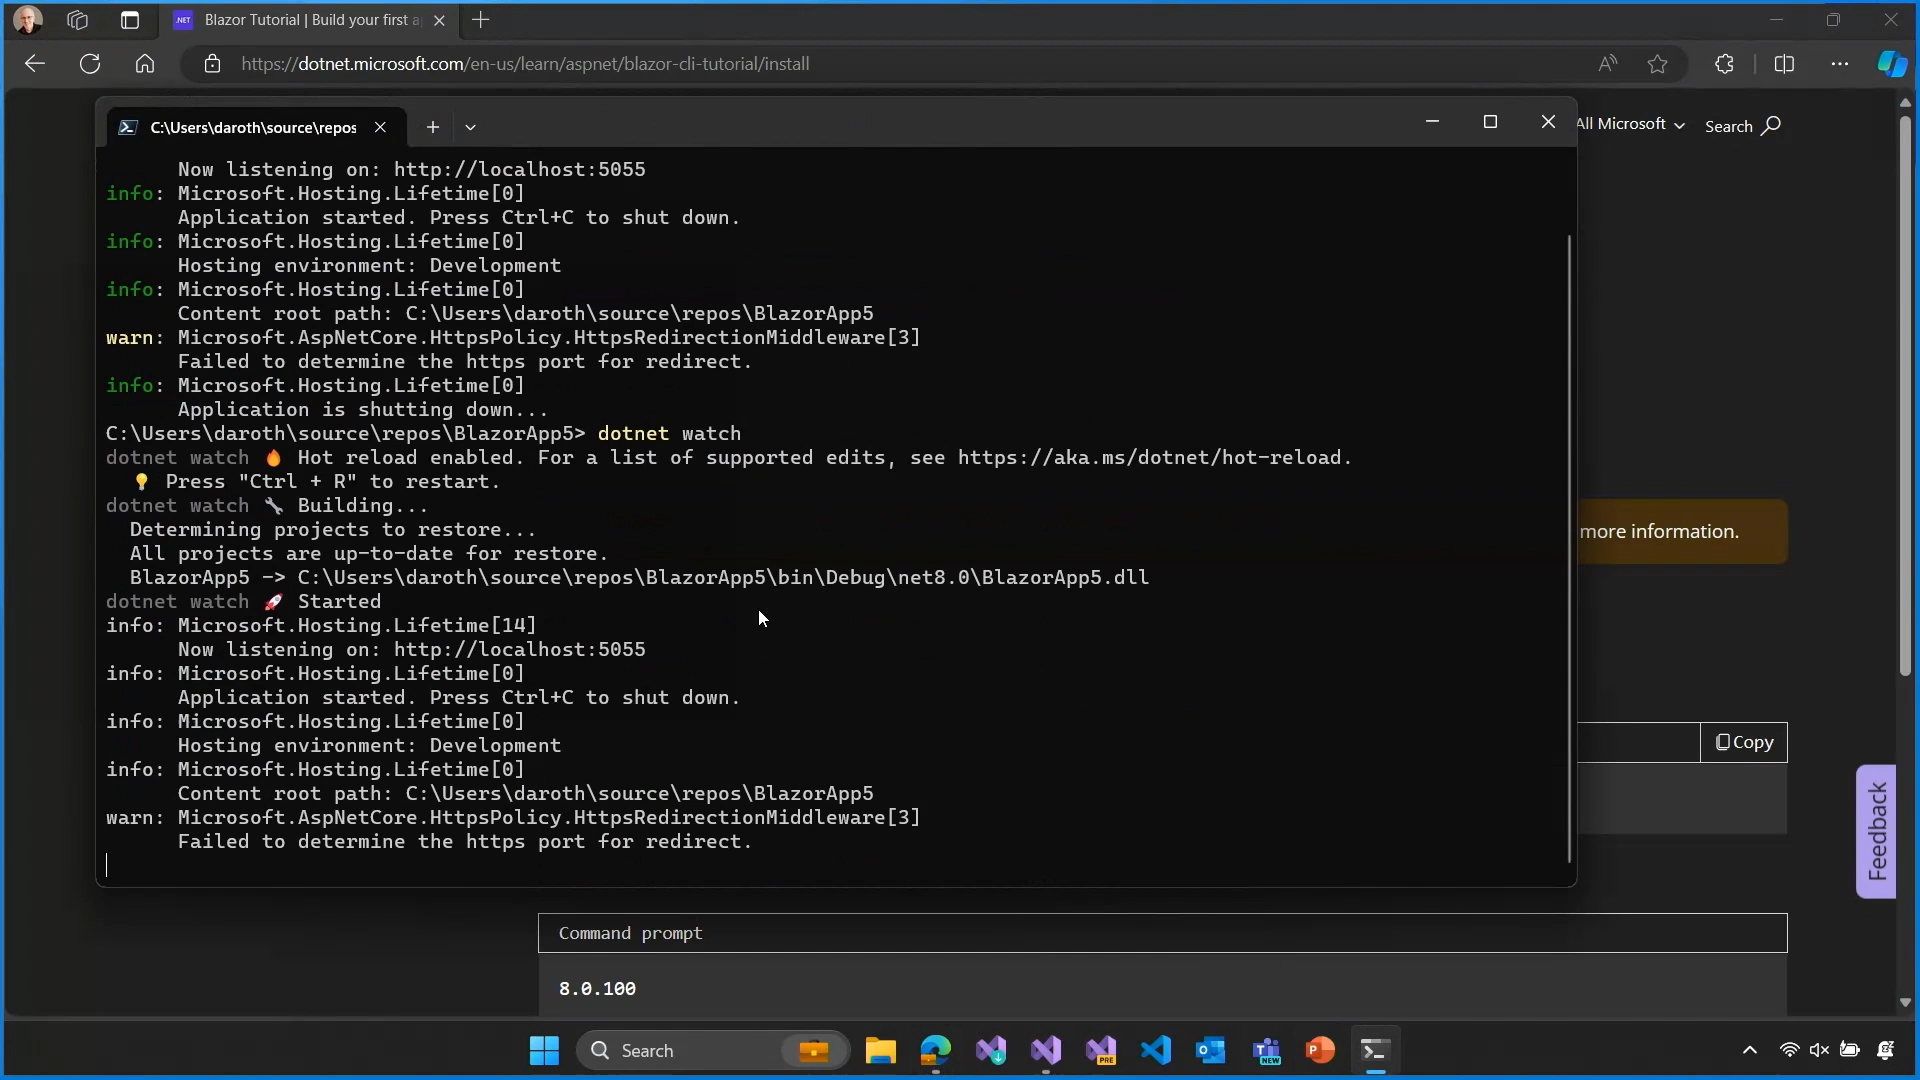 Blazor Tutorial | Build your first a
https://dotnet.microsoft.com/en-us/learn/aspnet/blazor-cli-tutorial/install
All Microsoft
Search
C:\Users\daroth\source\repos
Now listening on: http://localhost:5055
info: Microsoft.Hosting.Lifetime[0]
Application started. Press Ctrl+C to shut down.
info: Microsoft.Hosting.Lifetime[0]
Hosting environment: Development
info: Microsoft.Hosting.Lifetime[0]
Content root path: C:\Users\daroth\source\repos\BlazorApp5
warn: Microsoft.AspNetCore.HttpsPolicy.HttpsRedirectionMiddleware[3]
Failed to determine the https port for redirect.
info: Microsoft.Hosting.Lifetime[0]
Application is shutting down...
C:\Users\daroth\source\repos\BlazorApp5> dotnet watch
dotnet watch 🔥 Hot reload enabled. For a list of supported edits, see https://aka.ms/dotnet/hot-reload.
💡 Press "Ctrl + R" to restart.
dotnet watch 🔧 Building...
Determining projects to restore...
All projects are up-to-date for restore.
BlazorApp5 -> C:\Users\daroth\source\repos\BlazorApp5\bin\Debug\net8.0\BlazorApp5.dll
dotnet watch 🚀 Started
info: Microsoft.Hosting.Lifetime[14]
Now listening on: http://localhost:5055
info: Microsoft.Hosting.Lifetime[0]
Application started. Press Ctrl+C to shut down.
info: Microsoft.Hosting.Lifetime[0]
Hosting environment: Development
info: Microsoft.Hosting.Lifetime[0]
Content root path: C:\Users\daroth\source\repos\BlazorApp5
warn: Microsoft.AspNetCore.HttpsPolicy.HttpsRedirectionMiddleware[3]
Failed to determine the https port for redirect.
more information.
Copy
Feedback
Command prompt
8.0.100
Search
PRE
NEW